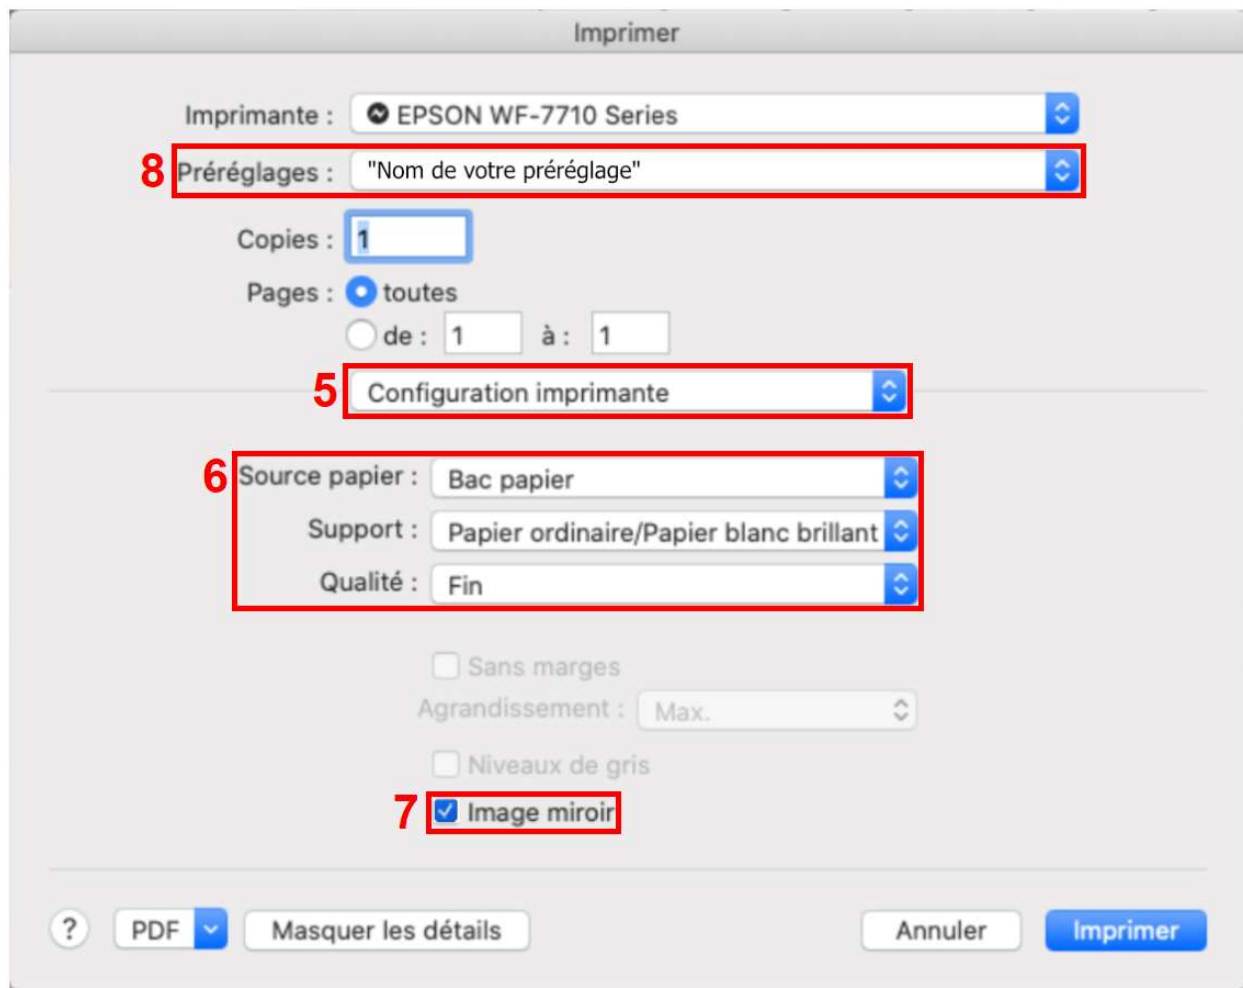 Imprimer
Imprimante : EPSON WF-7710 Series
8 Préréglages : "Nom de votre préréglage"
Copies : 1
Pages : toutes
de : 1 à : 1
5 Configuration imprimante
6 Source papier : Bac papier
Support : Papier ordinaire/Papier blanc brillant
Qualité : Fin
Sans marges
Agrandissement : Max.
Niveaux de gris
7 Image miroir
? PDF Masquer les détails Annuler Imprimer